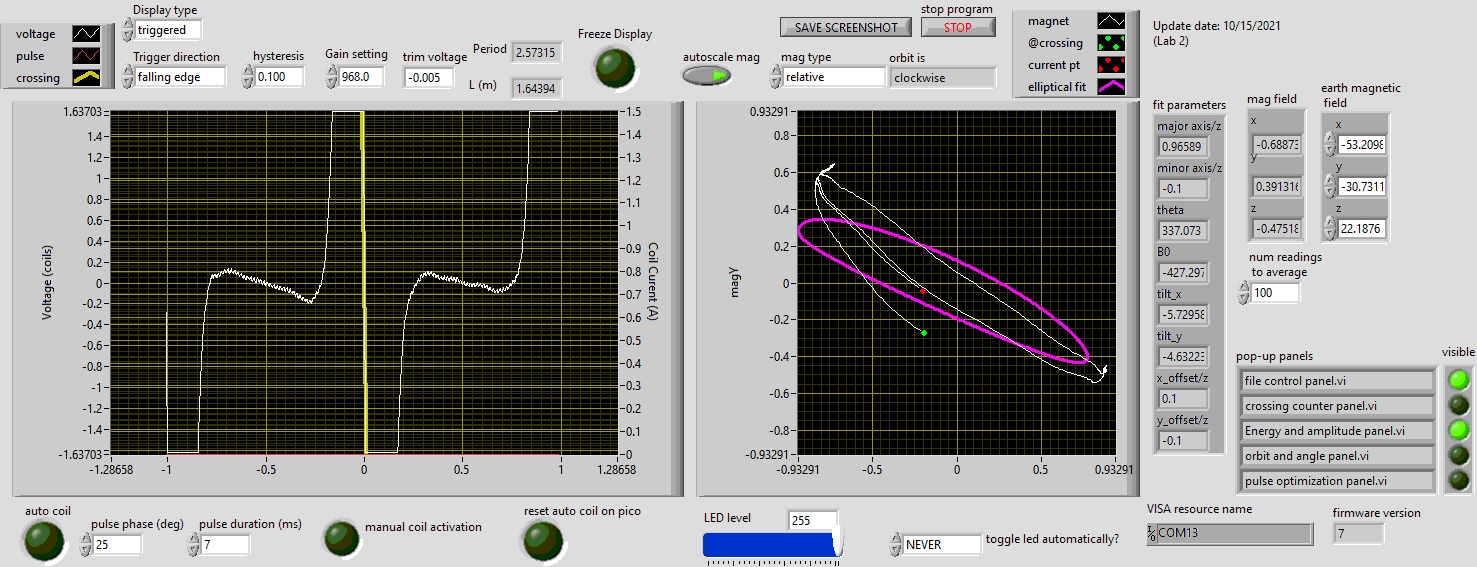 voltage
pulse
crossing
Display type
triggered
Trigger direction
falling edge
hysteresis
0.100
Gain setting
968.0
trim voltage
-0.005
Period
2.57315
L (m)
1.64394
Freeze Display
autoscale mag
SAVE SCREENSHOT
stop program
STOP
mag type
relative
orbit is
clockwise
magnet
@crossing
current pt
elliptical fit
Update date: 10/15/2021
(Lab 2)
Voltage (coils)
1.63703
1.4
1.2
1
0.8
0.6
0.4
0.2
0
-0.2
-0.4
-0.6
-0.8
-1
-1.2
-1.4
-1.63703
-1.28658
-1
-0.5
0
0.5
1
1.28658
1.5
1.4
1.3
1.2
1.1
1
0.9
0.8
0.7
0.6
0.5
0.4
0.3
0.2
0.1
0
Coil Current (A)
magY
0.93291
0.8
0.6
0.4
0.2
0
-0.2
-0.4
-0.6
-0.8
-0.93291
-0.93291
-0.5
0
0.5
0.93291
fit parameters
major axis/z
0.96589
minor axis/z
-0.1
theta
337.073
B0
-427.297
tilt_x
-5.72958
tilt_y
-4.63223
x_offset/z
0.1
y_offset/z
-0.1
mag field
x
-0.68873
y
0.391316
z
-0.47518
earth magnetic
field
x
-53.2098
y
-30.7311
z
22.1876
num readings
to average
100
pop-up panels
visible
file control panel.vi
crossing counter panel.vi
Energy and amplitude panel.vi
orbit and angle panel.vi
pulse optimization panel.vi
auto coil
pulse phase (deg)
25
pulse duration (ms)
7
manual coil activation
reset auto coil on pico
LED level
255
NEVER
toggle led automatically?
VISA resource name
COM13
firmware version
7